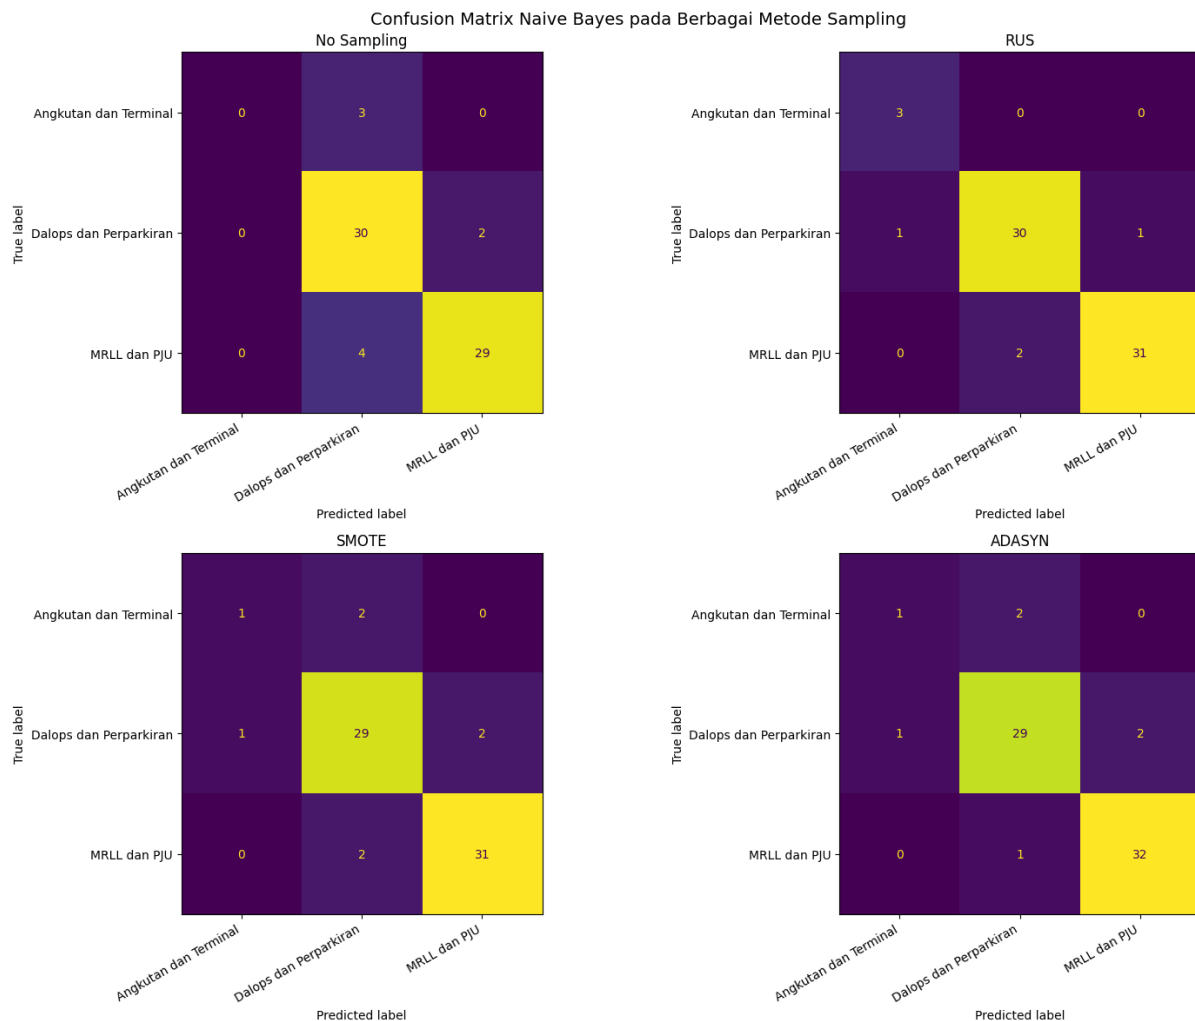 Confusion Matrix Naive Bayes pada Berbagai Metode Sampling
No Sampling
True label
Angkutan dan Terminal
0 3 0
Dalops dan Perparkiran
0 30 2
MRLL dan PJU
0 4 29
Angkutan dan Terminal
Dalops dan Perparkiran
MRLL dan PJU
Predicted label
RUS
True label
Angkutan dan Terminal
3 0 0
Dalops dan Perparkiran
1 30 1
MRLL dan PJU
0 2 31
Angkutan dan Terminal
Dalops dan Perparkiran
MRLL dan PJU
Predicted label
SMOTE
True label
Angkutan dan Terminal
1 2 0
Dalops dan Perparkiran
1 29 2
MRLL dan PJU
0 2 31
Angkutan dan Terminal
Dalops dan Perparkiran
MRLL dan PJU
Predicted label
ADASYN
True label
Angkutan dan Terminal
1 2 0
Dalops dan Perparkiran
1 29 2
MRLL dan PJU
0 1 32
Angkutan dan Terminal
Dalops dan Perparkiran
MRLL dan PJU
Predicted label